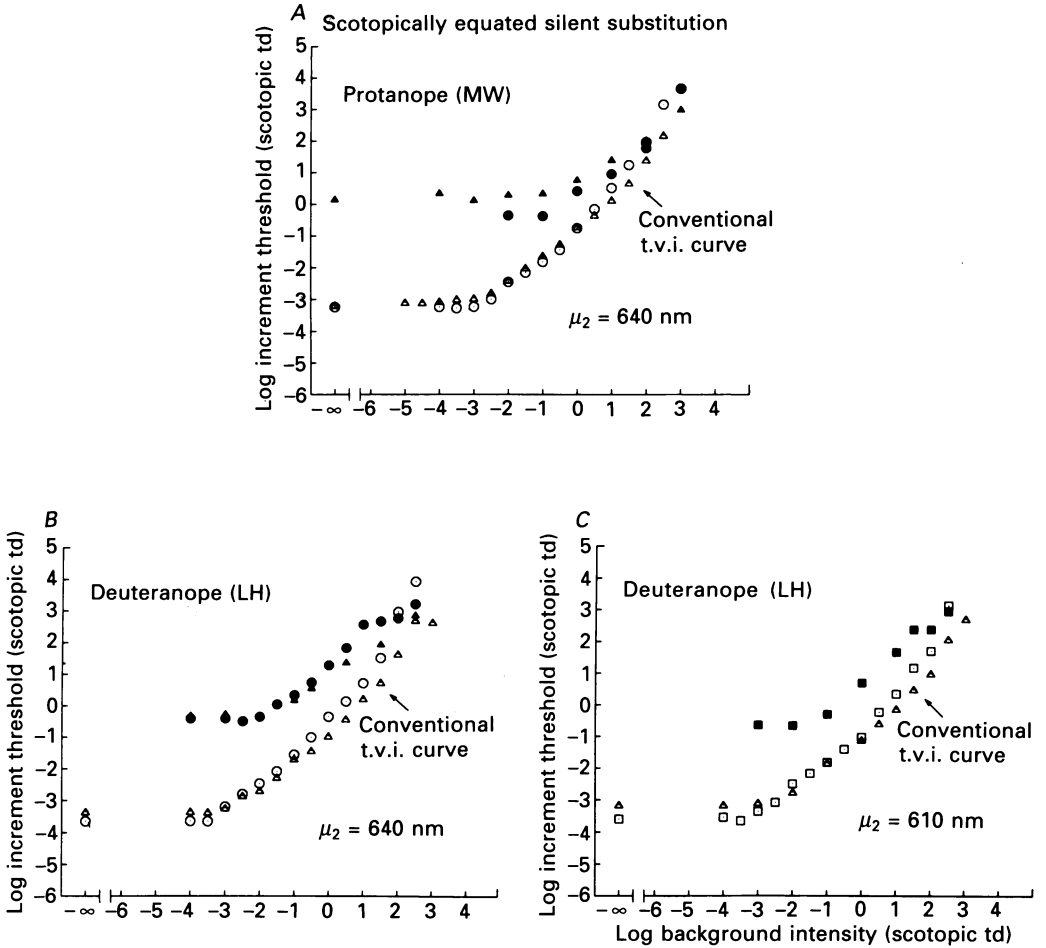 A Scotopically equated silent substitution
Log increment threshold (scotopic td)
5
4
3
2
1
0
−1
−2
−3
−4
−5
−6
Protanope (MW)
Conventional
t.v.i. curve
μ₂ = 640 nm
−∞ −6 −5 −4 −3 −2 −1 0 1 2 3 4
B
Log increment threshold (scotopic td)
5
4
3
2
1
0
−1
−2
−3
−4
−5
−6
Deuteranope (LH)
Conventional
t.v.i. curve
μ₂ = 640 nm
−∞ −6 −5 −4 −3 −2 −1 0 1 2 3 4
C
Log increment threshold (scotopic td)
5
4
3
2
1
0
−1
−2
−3
−4
−5
−6
Deuteranope (LH)
Conventional
t.v.i. curve
μ₂ = 610 nm
−∞ −6 −5 −4 −3 −2 −1 0 1 2 3 4
Log background intensity (scotopic td)